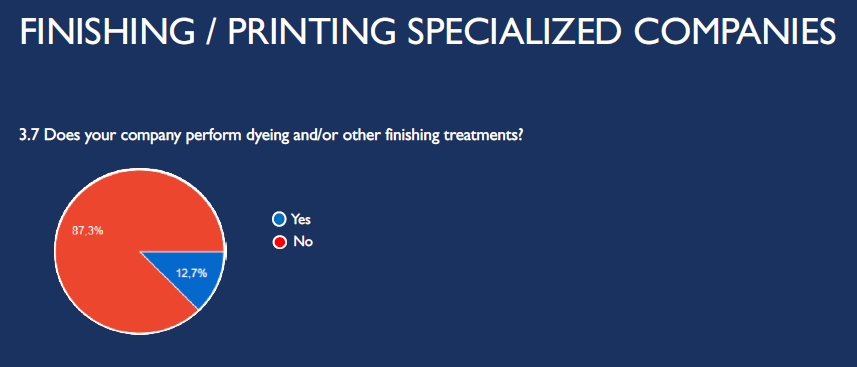 FINISHING / PRINTING SPECIALIZED COMPANIES
3.7 Does your company perform dyeing and/or other finishing treatments?
87,3%
Yes
No
12,7%